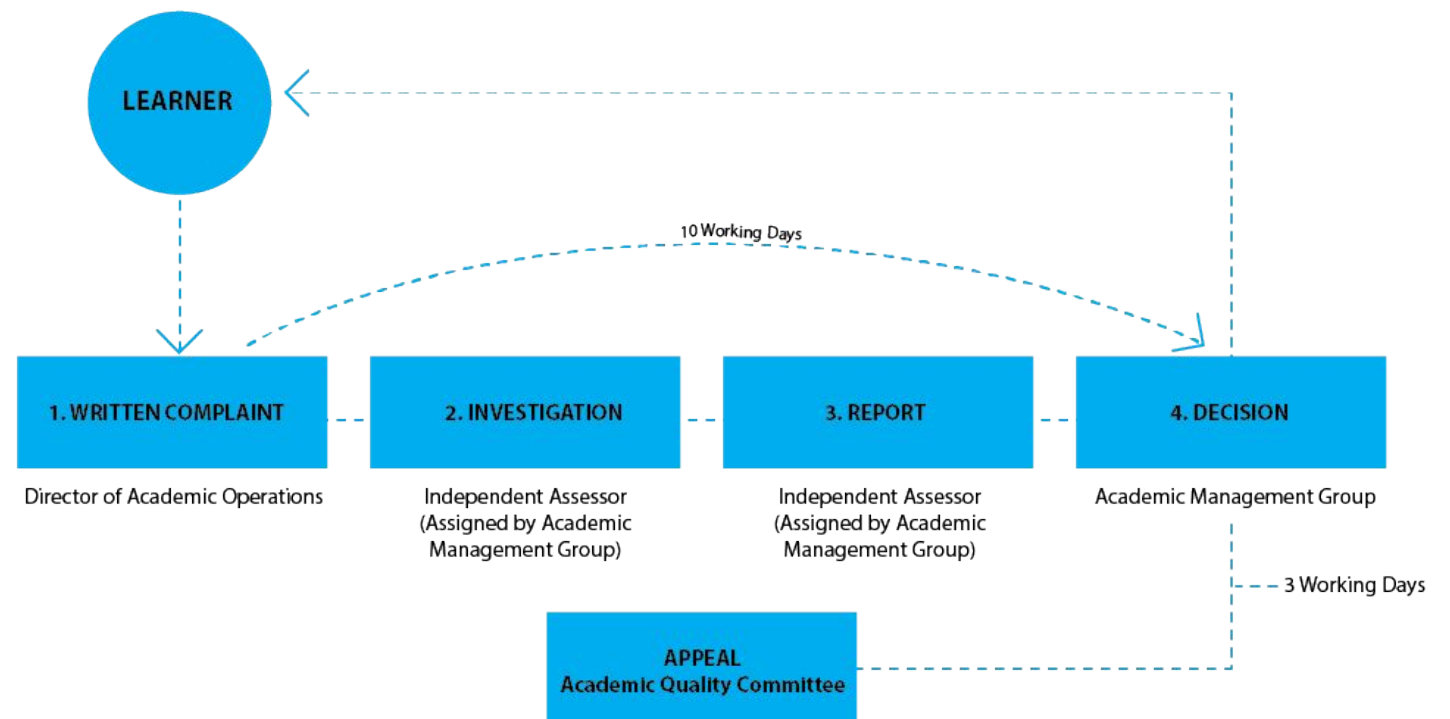 LEARNER
10 Working Days
1. WRITTEN COMPLAINT
2. INVESTIGATION
3. REPORT
4. DECISION
Director of Academic Operations
Independent Assessor
(Assigned by Academic
Management Group)
Independent Assessor
(Assigned by Academic
Management Group)
Academic Management Group
3 Working Days
APPEAL
Academic Quality Committee